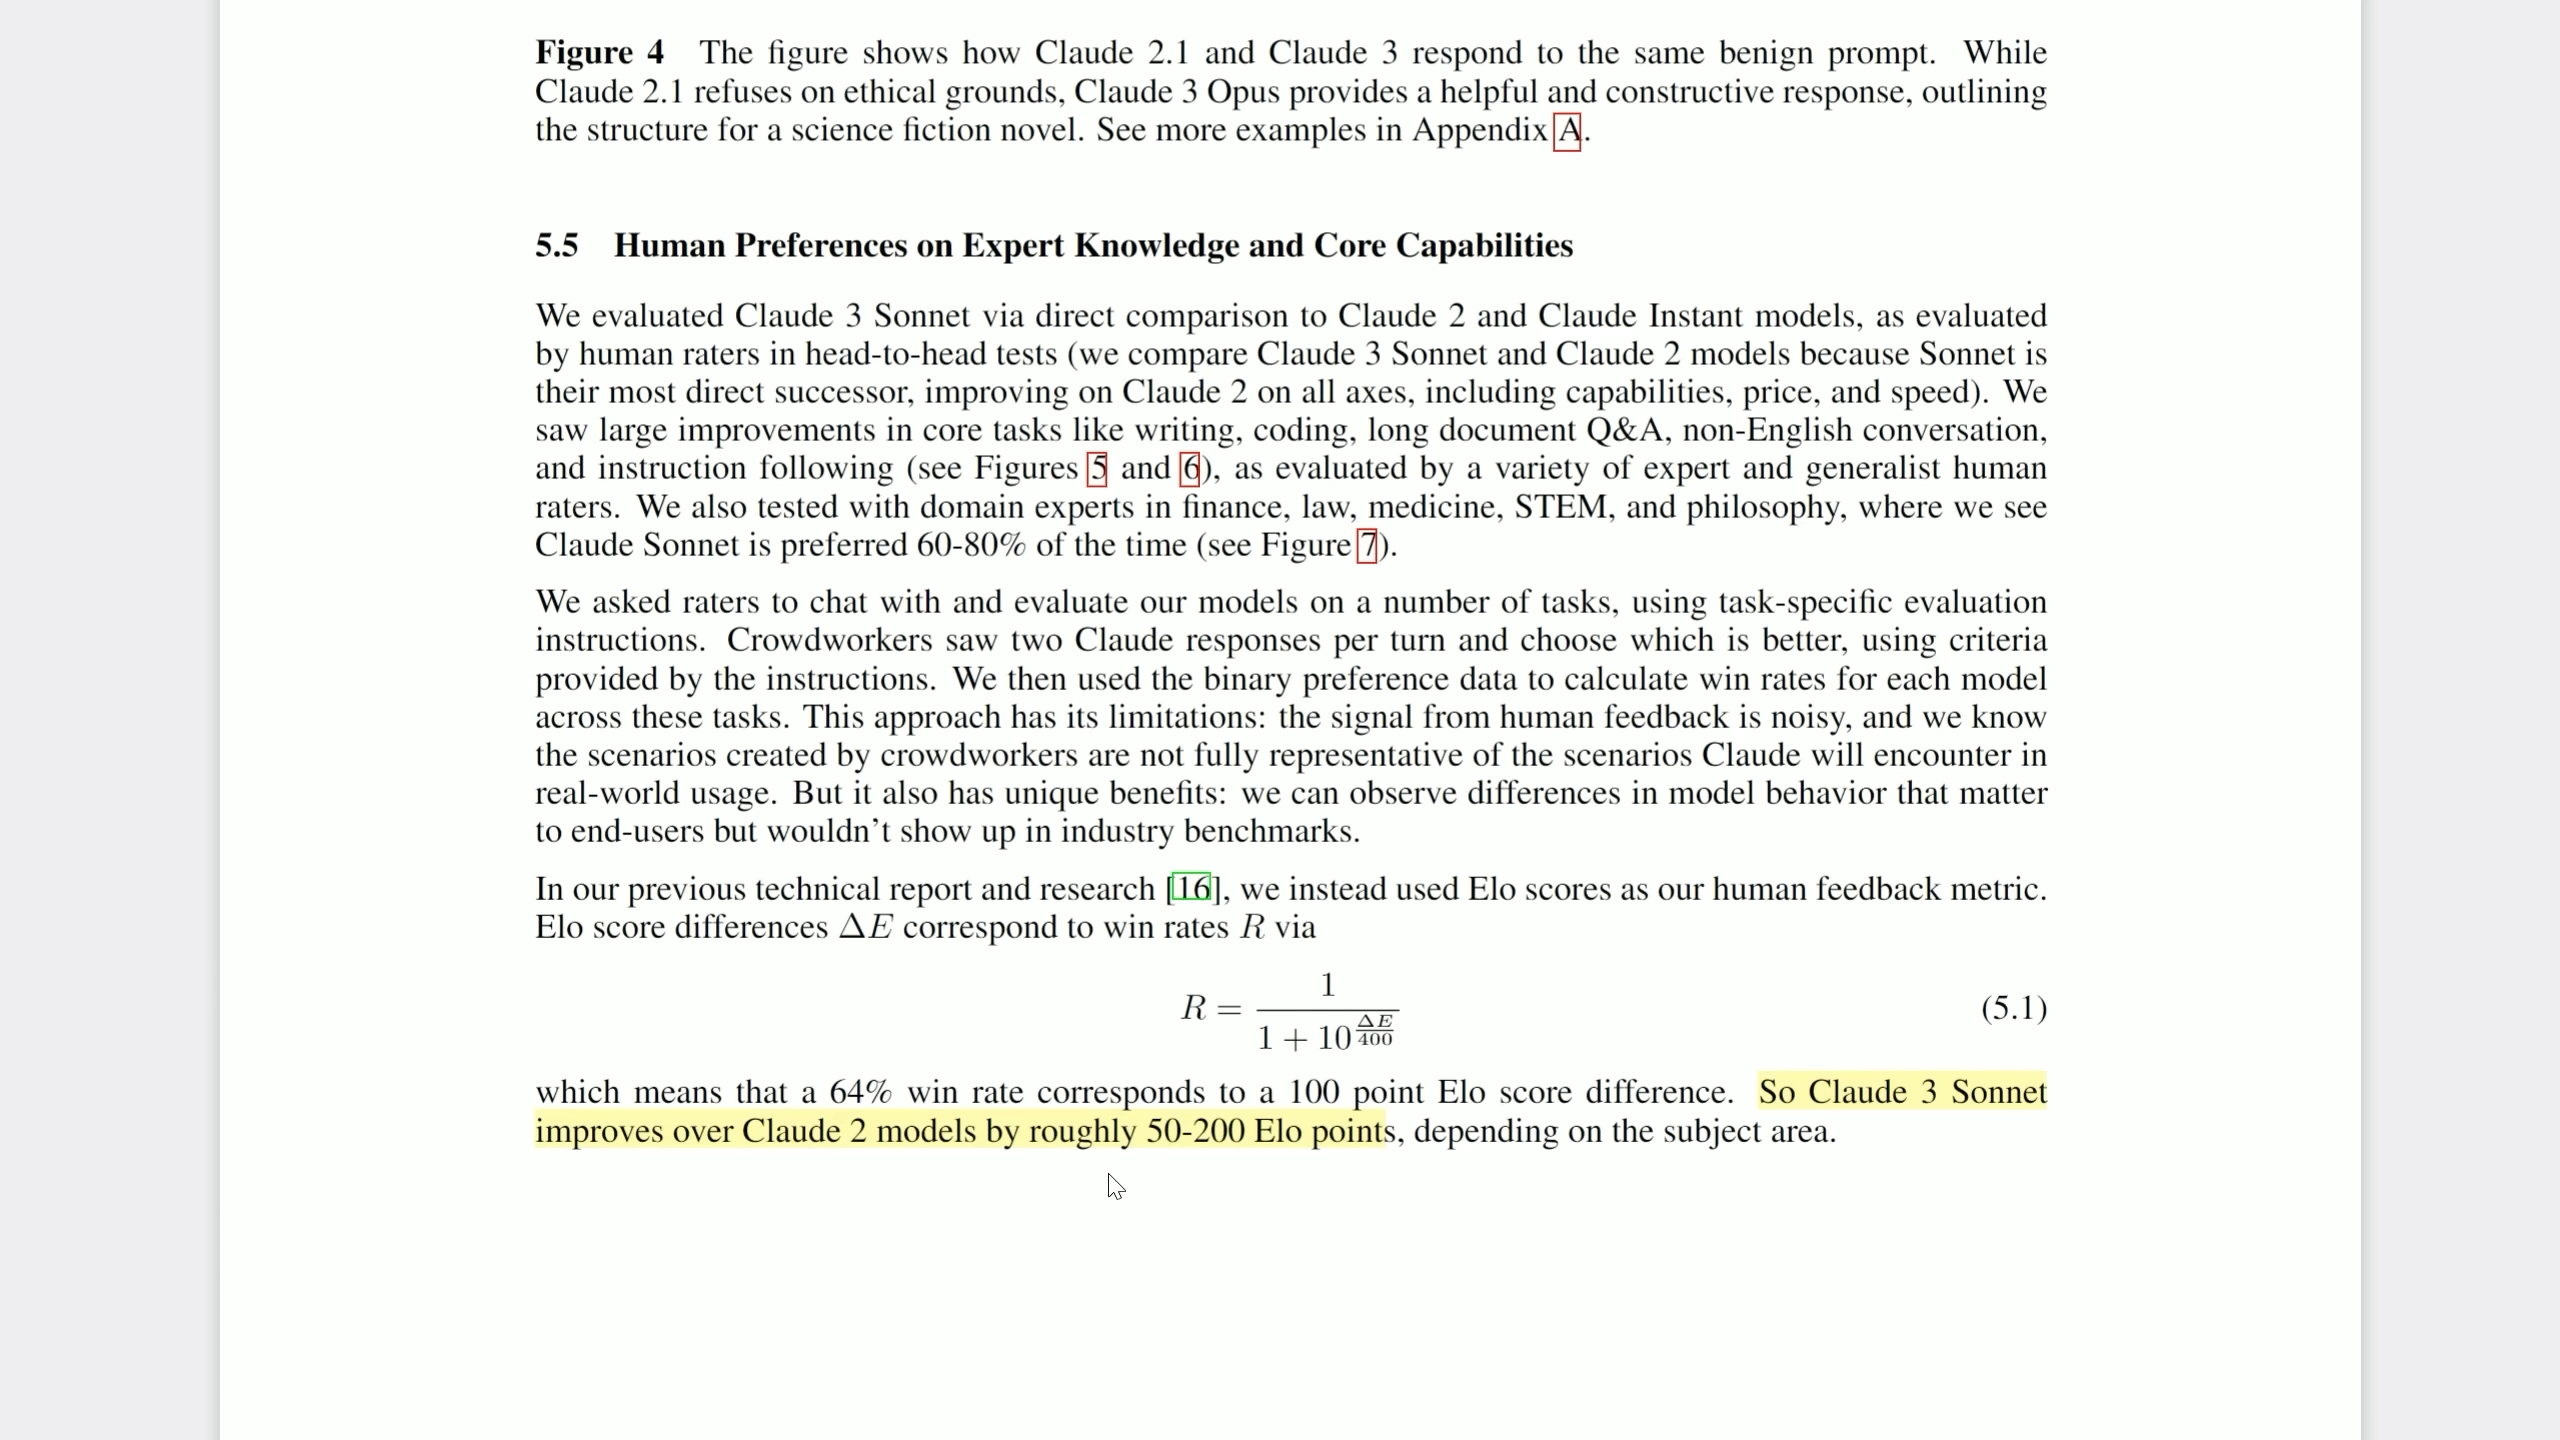 Figure 4 The figure shows how Claude 2.1 and Claude 3 respond to the same benign prompt. While
Claude 2.1 refuses on ethical grounds, Claude 3 Opus provides a helpful and constructive response, outlining
the structure for a science fiction novel. See more examples in Appendix A.
5.5 Human Preferences on Expert Knowledge and Core Capabilities
We evaluated Claude 3 Sonnet via direct comparison to Claude 2 and Claude Instant models, as evaluated
by human raters in head-to-head tests (we compare Claude 3 Sonnet and Claude 2 models because Sonnet is
their most direct successor, improving on Claude 2 on all axes, including capabilities, price, and speed). We
saw large improvements in core tasks like writing, coding, long document Q&A, non-English conversation,
and instruction following (see Figures 5 and 6), as evaluated by a variety of expert and generalist human
raters. We also tested with domain experts in finance, law, medicine, STEM, and philosophy, where we see
Claude Sonnet is preferred 60-80% of the time (see Figure 7).
We asked raters to chat with and evaluate our models on a number of tasks, using task-specific evaluation
instructions. Crowdworkers saw two Claude responses per turn and choose which is better, using criteria
provided by the instructions. We then used the binary preference data to calculate win rates for each model
across these tasks. This approach has its limitations: the signal from human feedback is noisy, and we know
the scenarios created by crowdworkers are not fully representative of the scenarios Claude will encounter in
real-world usage. But it also has unique benefits: we can observe differences in model behavior that matter
to end-users but wouldn't show up in industry benchmarks.
In our previous technical report and research [16], we instead used Elo scores as our human feedback metric.
Elo score differences ΔE correspond to win rates R via
R = 1 / (1 + 10^(ΔE/400)) (5.1)
which means that a 64% win rate corresponds to a 100 point Elo score difference. So Claude 3 Sonnet
improves over Claude 2 models by roughly 50-200 Elo points, depending on the subject area.